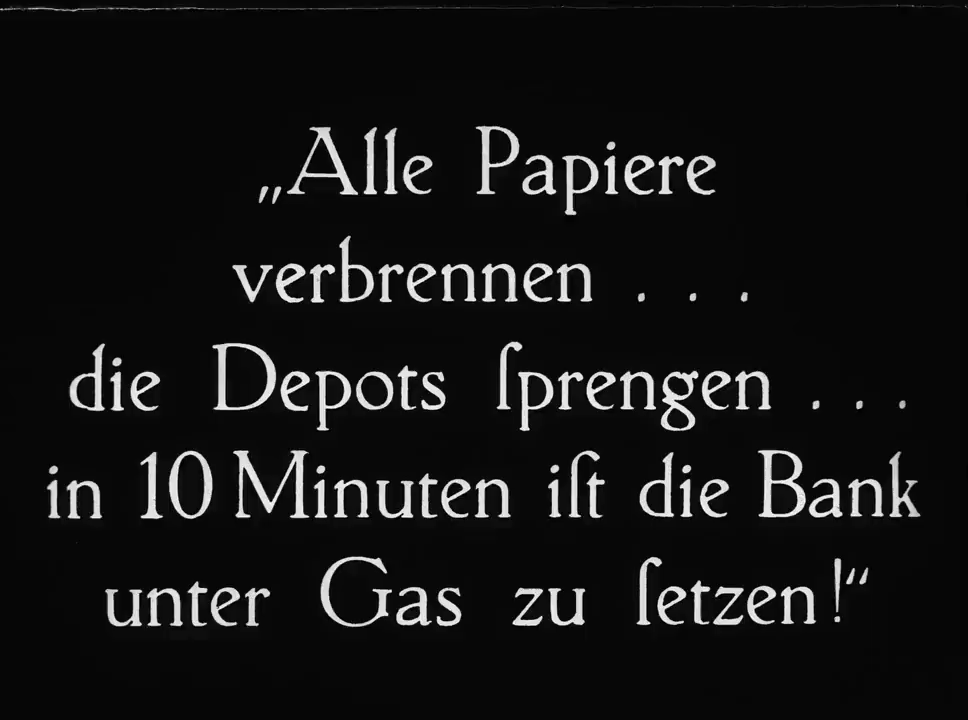 „Alle Papiere
verbrennen . . .
die Depots ſprengen . . .
in 10 Minuten iſt die Bank
unter Gas zu ſetzen!“